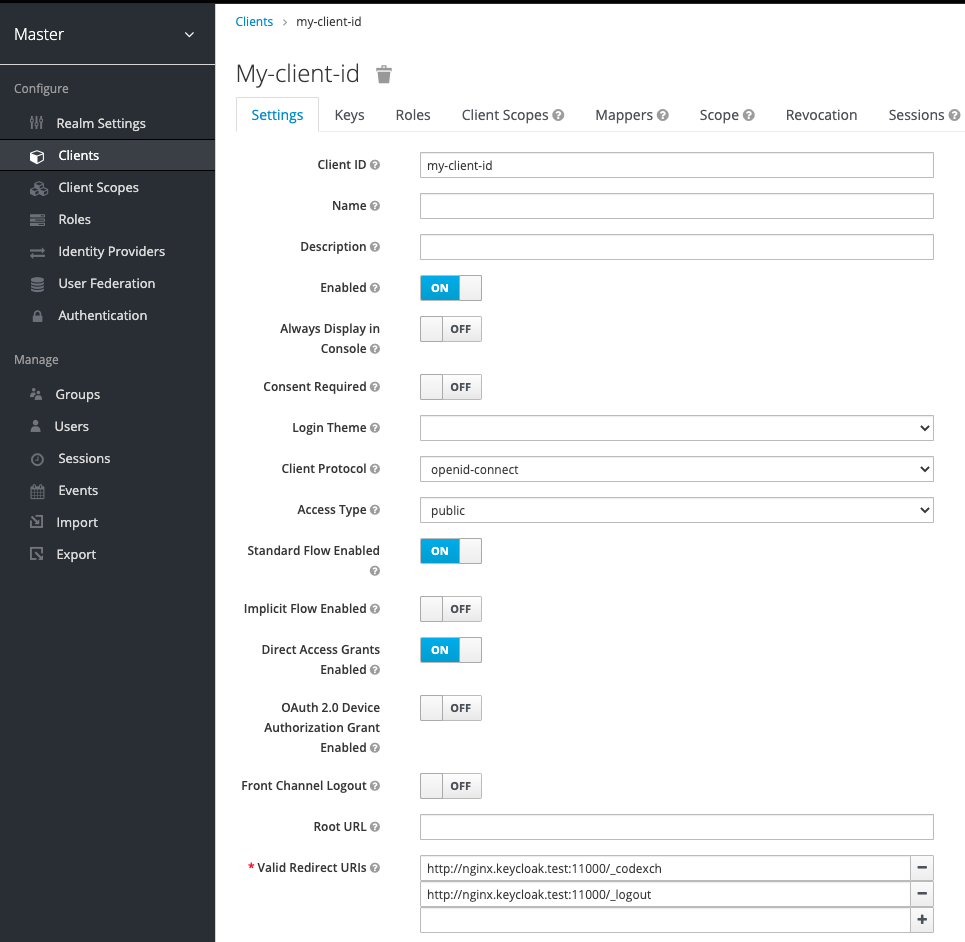 Master
Configure
Realm Settings
Clients
Client Scopes
Roles
Identity Providers
User Federation
Authentication
Manage
Groups
Users
Sessions
Events
Import
Export
Clients › my-client-id
My-client-id
Settings Keys Roles Client Scopes ? Mappers ? Scope ? Revocation Sessions ?
Client ID ? my-client-id
Name ?
Description ?
Enabled ? ON
Always Display in
Console ? OFF
Consent Required ? OFF
Login Theme ?
Client Protocol ? openid-connect
Access Type ? public
Standard Flow Enabled ON
?
Implicit Flow Enabled ? OFF
Direct Access Grants ON
Enabled ?
OAuth 2.0 Device OFF
Authorization Grant
Enabled ?
Front Channel Logout ? OFF
Root URL ?
* Valid Redirect URIs ? http://nginx.keycloak.test:11000/_codexch −
http://nginx.keycloak.test:11000/_logout −
+